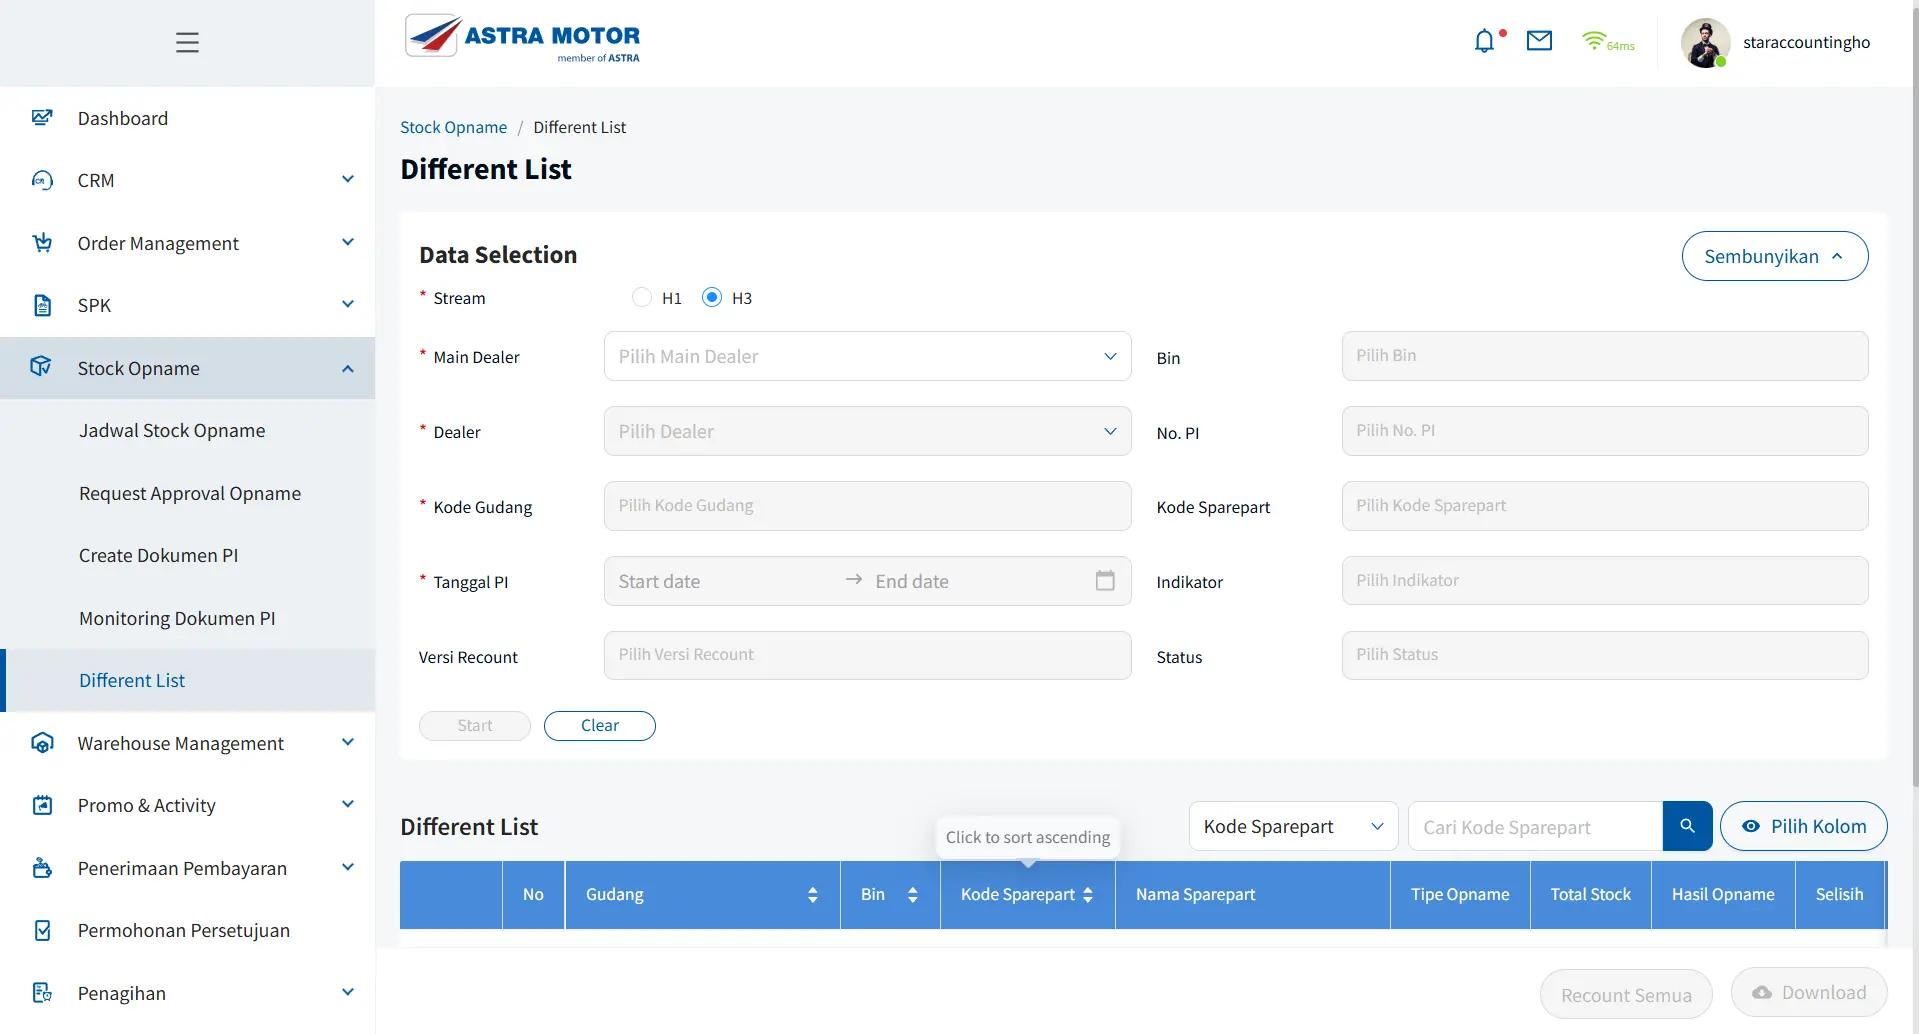 ASTRA MOTOR
member of ASTRA
64ms
staraccountingho
Dashboard
CRM
Order Management
SPK
Stock Opname
Jadwal Stock Opname
Request Approval Opname
Create Dokumen PI
Monitoring Dokumen PI
Different List
Warehouse Management
Promo & Activity
Penerimaan Pembayaran
Permohonan Persetujuan
Penagihan
Stock Opname / Different List
Different List
Data Selection
Sembunyikan
* Stream
H1
H3
* Main Dealer
Pilih Main Dealer
Bin
Pilih Bin
* Dealer
Pilih Dealer
No. PI
Pilih No. PI
* Kode Gudang
Pilih Kode Gudang
Kode Sparepart
Pilih Kode Sparepart
* Tanggal PI
Start date → End date
Indikator
Pilih Indikator
Versi Recount
Pilih Versi Recount
Status
Pilih Status
Start
Clear
Different List
Click to sort ascending
Kode Sparepart
Cari Kode Sparepart
Pilih Kolom
No
Gudang
Bin
Kode Sparepart
Nama Sparepart
Tipe Opname
Total Stock
Hasil Opname
Selisih
Recount Semua
Download